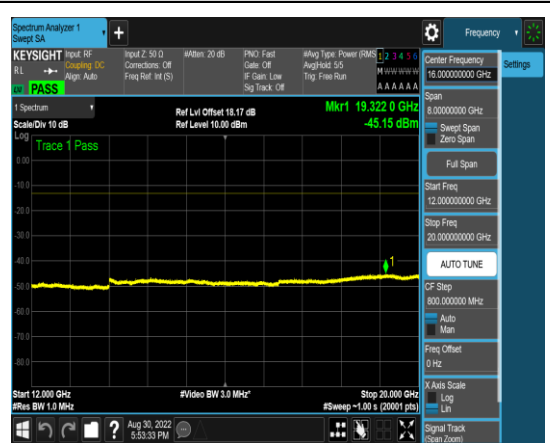 Spectrum Analyzer 1
Swept SA
+
Frequency
KEYSIGHT
RL
PASS
Input: RF
Coupling: DC
Align: Auto
Input Z: 50 Ω
Corrections: Off
Freq Ref: Int (S)
#Atten: 20 dB
PNO: Fast
Gate: Off
IF Gain: Low
Sig Track: Off
#Avg Type: Power (RMS
Avg|Hold: 5/5
Trig: Free Run
1 2 3 4 5 6
M W W W W W
A A A A A A
1 Spectrum
Scale/Div 10 dB
Ref Lvl Offset 18.17 dB
Ref Level 10.00 dBm
Mkr1 19.322 0 GHz
-45.15 dBm
Log
Trace 1 Pass
0.00
-10.0
-20.0
-30.0
-40.0
-50.0
-60.0
-70.0
-80.0
1
Start 12.000 GHz
#Res BW 1.0 MHz
#Video BW 3.0 MHz*
Stop 20.000 GHz
#Sweep ~1.00 s (20001 pts)
Aug 30, 2022
5:53:33 PM
Center Frequency
16.00000000 GHz
Span
8.00000000 GHz
Swept Span
Zero Span
Full Span
Start Freq
12.000000000 GHz
Stop Freq
20.000000000 GHz
AUTO TUNE
CF Step
800.000000 MHz
Auto
Man
Freq Offset
0 Hz
X Axis Scale
Log
Lin
Signal Track
(Span Zoom)
Settings